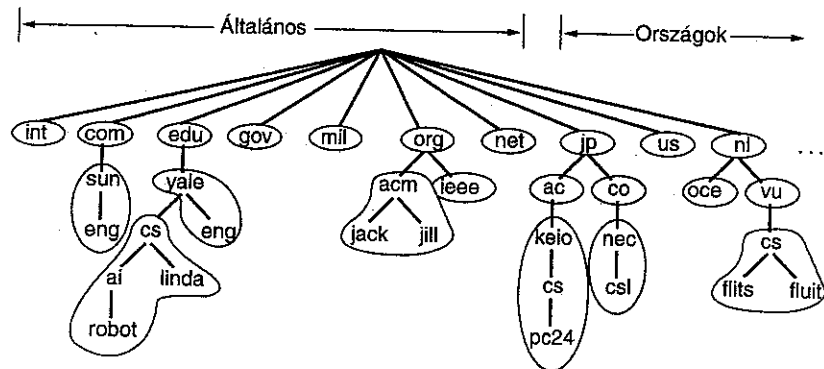 Általános Országok
int com edu gov mil org net jp us nl ...
sun yale acm ieee ac co oce vu
eng cs eng jack jill keio nec cs
ai linda cs csl flits fluit
robot pc24